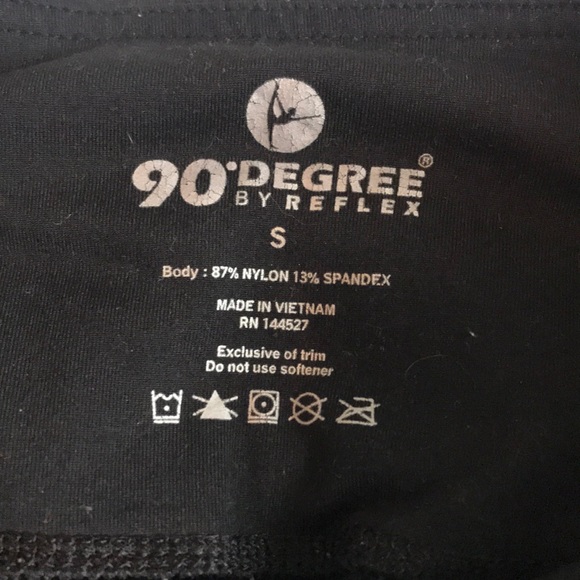 90°DEGREE®
BY REFLEX
S
Body : 87% NYLON 13% SPANDEX
MADE IN VIETNAM
RN 144527
Exclusive of trim
Do not use softener